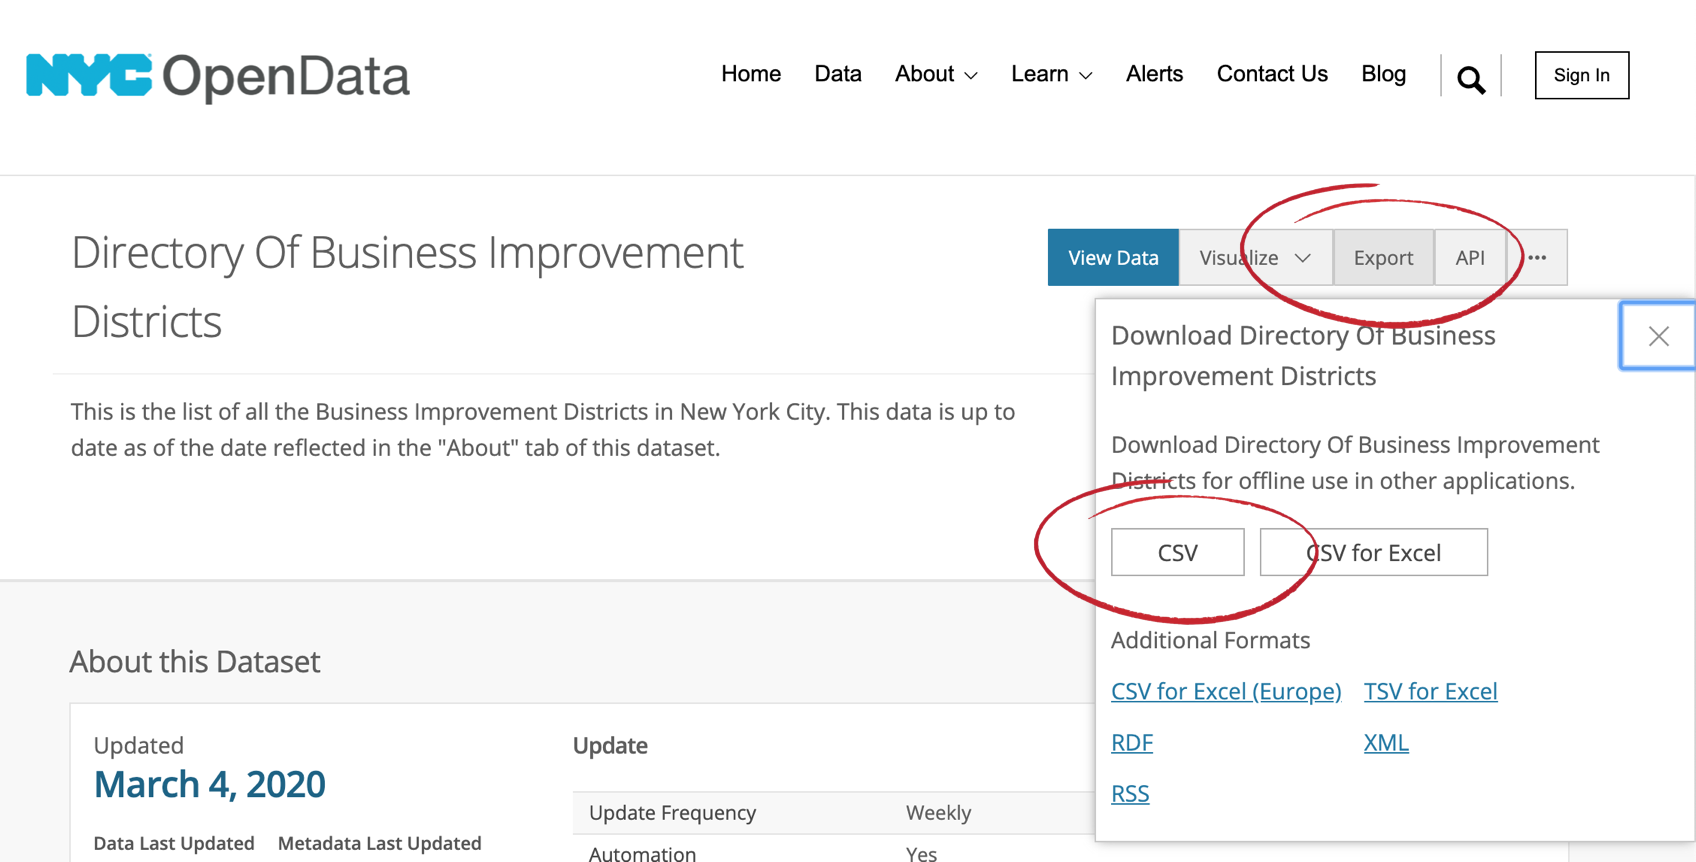 NYC OpenData
Home Data About Learn Alerts Contact Us Blog Sign In
Directory Of Business Improvement
Districts
View Data Visualize Export API ...
This is the list of all the Business Improvement Districts in New York City. This data is up to
date as of the date reflected in the "About" tab of this dataset.
Download Directory Of Business
Improvement Districts
Download Directory Of Business Improvement
Districts for offline use in other applications.
CSV CSV for Excel
Additional Formats
CSV for Excel (Europe) TSV for Excel
RDF XML
RSS
About this Dataset
Updated
March 4, 2020
Data Last Updated Metadata Last Updated
Update
Update Frequency Weekly
Automation Yes